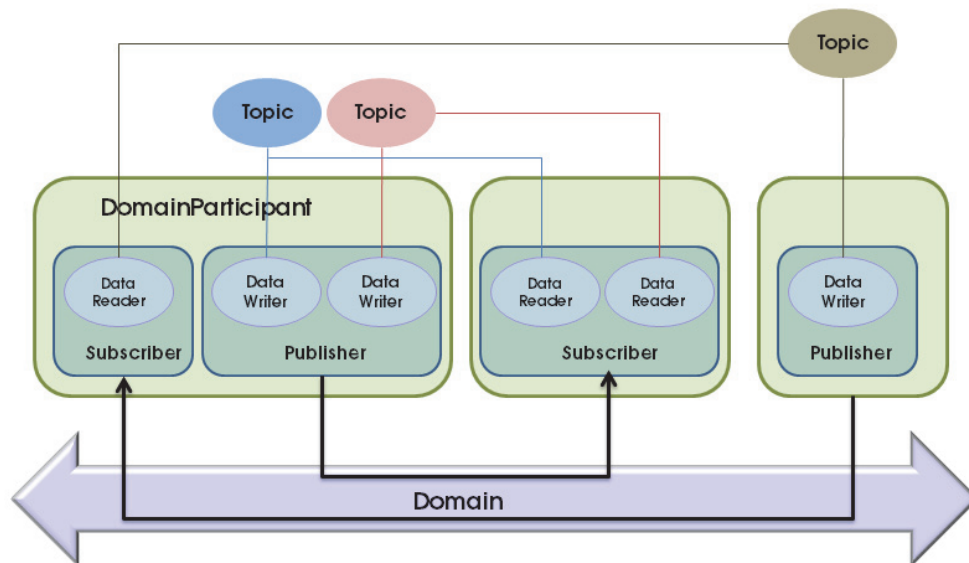 Topic
Topic
Topic
DomainParticipant
Data
Reader
Subscriber
Data
Writer
Data
Writer
Publisher
Data
Reader
Data
Reader
Subscriber
Data
Writer
Publisher
Domain